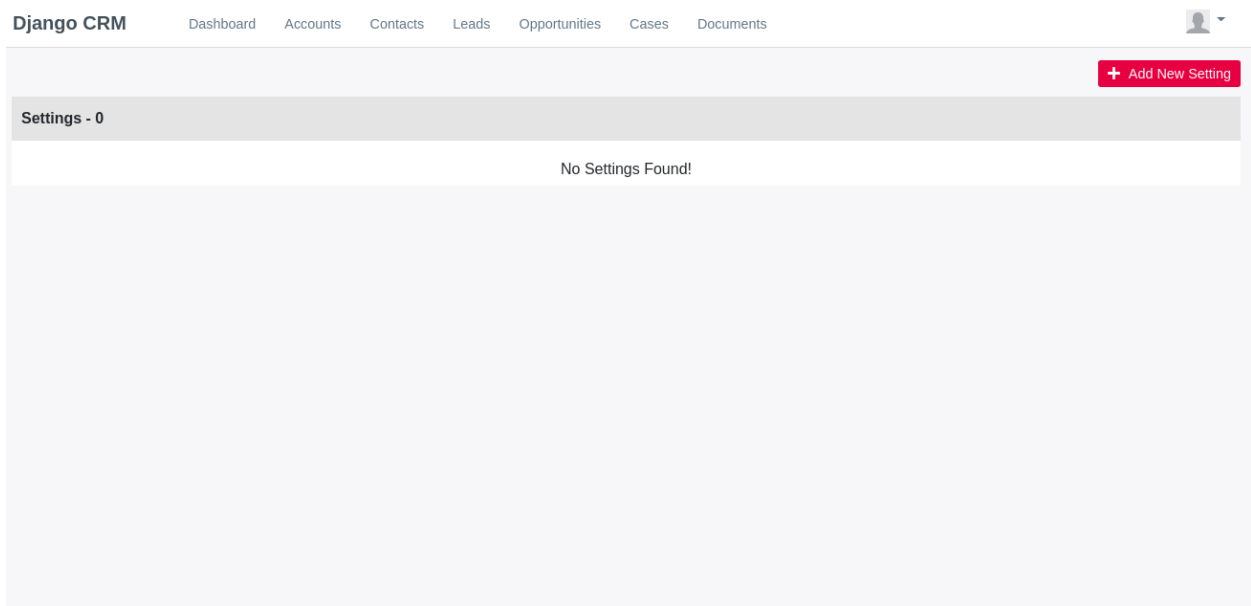 Django CRM Dashboard Accounts Contacts Leads Opportunities Cases Documents
Add New Setting
Settings - 0
No Settings Found!